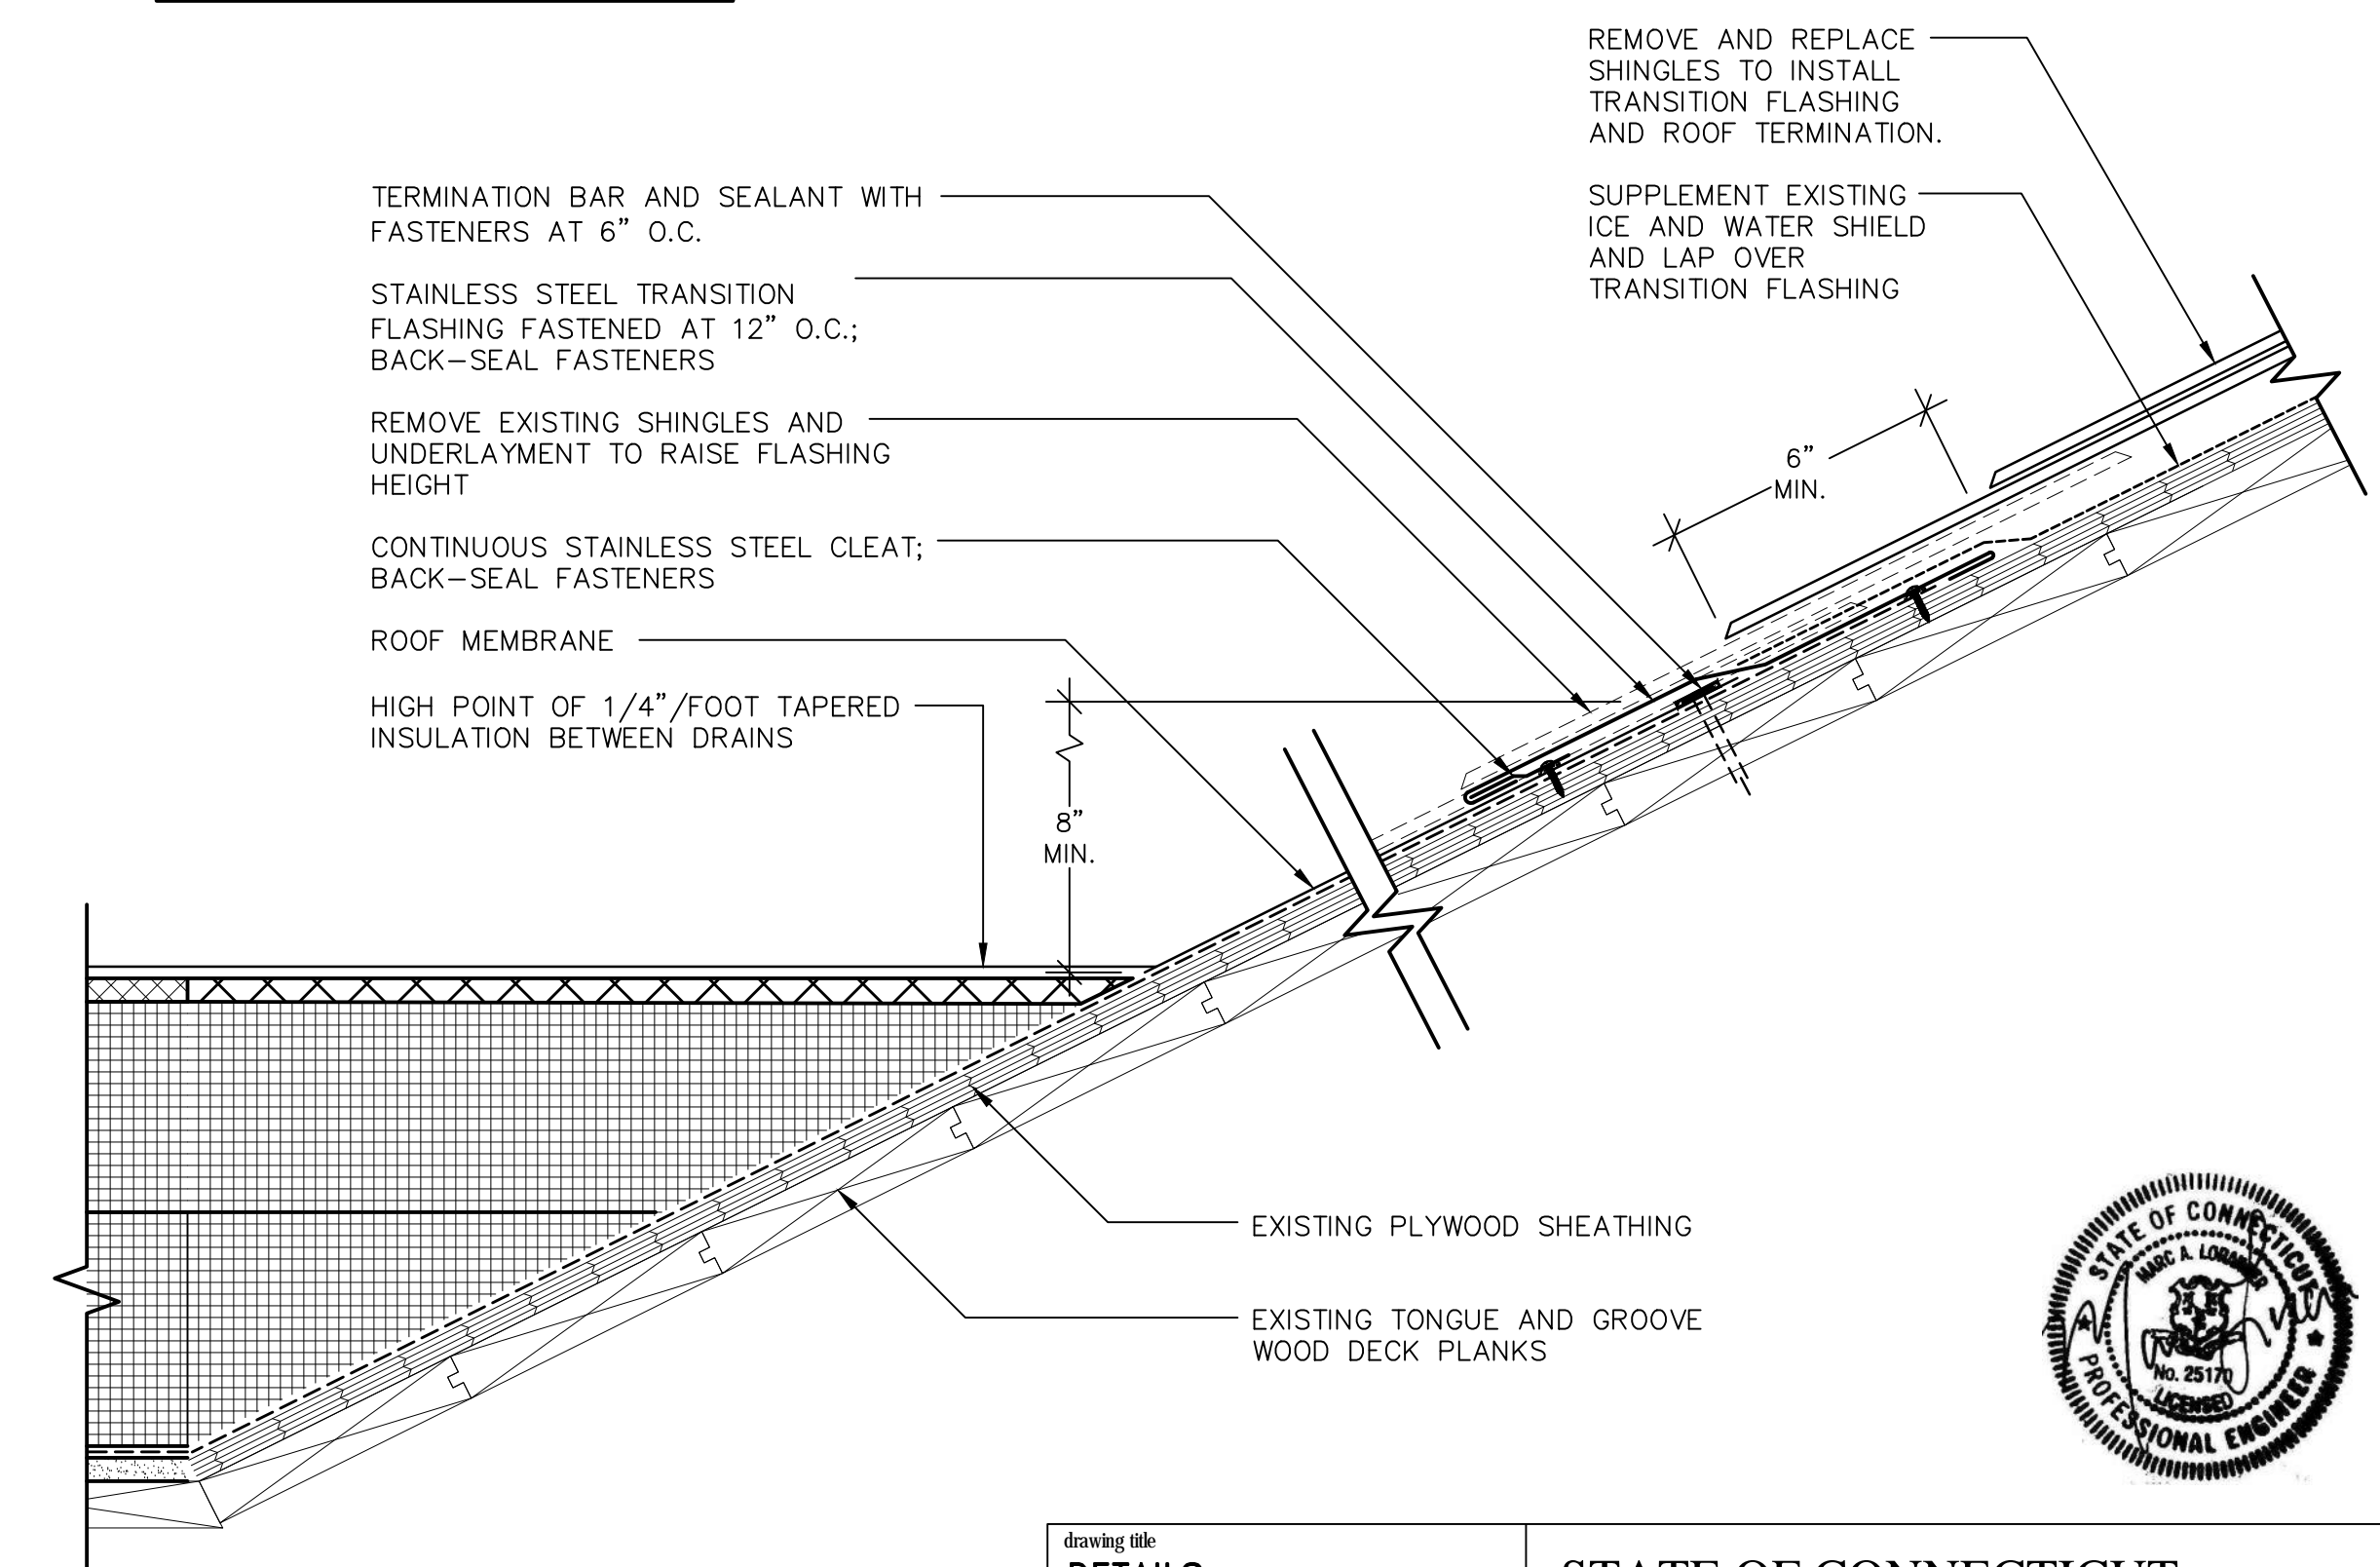 REMOVE AND REPLACE
SHINGLES TO INSTALL
TRANSITION FLASHING
AND ROOF TERMINATION.
SUPPLEMENT EXISTING
ICE AND WATER SHIELD
AND LAP OVER
TRANSITION FLASHING
TERMINATION BAR AND SEALANT WITH
FASTENERS AT 6" O.C.
STAINLESS STEEL TRANSITION
FLASHING FASTENED AT 12" O.C.;
BACK-SEAL FASTENERS
REMOVE EXISTING SHINGLES AND
UNDERLAYMENT TO RAISE FLASHING
HEIGHT
CONTINUOUS STAINLESS STEEL CLEAT;
BACK-SEAL FASTENERS
ROOF MEMBRANE
HIGH POINT OF 1/4"/FOOT TAPERED
INSULATION BETWEEN DRAINS
6"
MIN.
8"
MIN.
EXISTING PLYWOOD SHEATHING
EXISTING TONGUE AND GROOVE
WOOD DECK PLANKS
STATE OF CONNECTICUT
MARC A.
No. 25170
LICENSED
PROFESSIONAL ENGINEER
drawing title
DETAILS
STATE OF CONNECTICUT